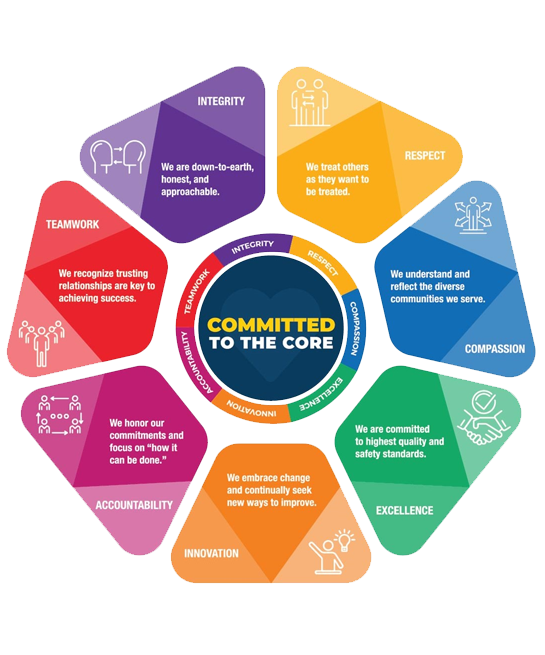 INTEGRITY
We are down-to-earth,
honest, and
approachable.
RESPECT
We treat others
as they want to
be treated.
TEAMWORK
We recognize trusting
relationships are key to
achieving success.
We understand and
reflect the diverse
communities we serve.
COMPASSION
INTEGRITY
RESPECT
COMPASSION
EXCELLENCE
INNOVATION
ACCOUNTABILITY
TEAMWORK
COMMITTED
TO THE CORE
We honor our
commitments and
focus on “how it
can be done.”
ACCOUNTABILITY
We are committed
to highest quality and
safety standards.
EXCELLENCE
We embrace change
and continually seek
new ways to improve.
INNOVATION